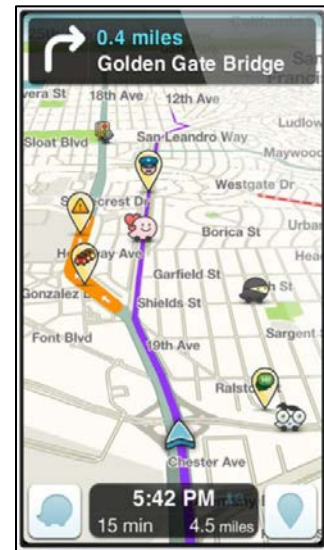 0.4 miles
Golden Gate Bridge
18th Ave
12th Ave
Ludlow
San Leandro Way
Sloat Blvd
Maywood
Westgate Dr
Borica St
Garfield St
Gonzalez
Shields St
Font Blvd
19th Ave
Sargent
Chester Ave
5:42 PM
15 min
4.5 miles